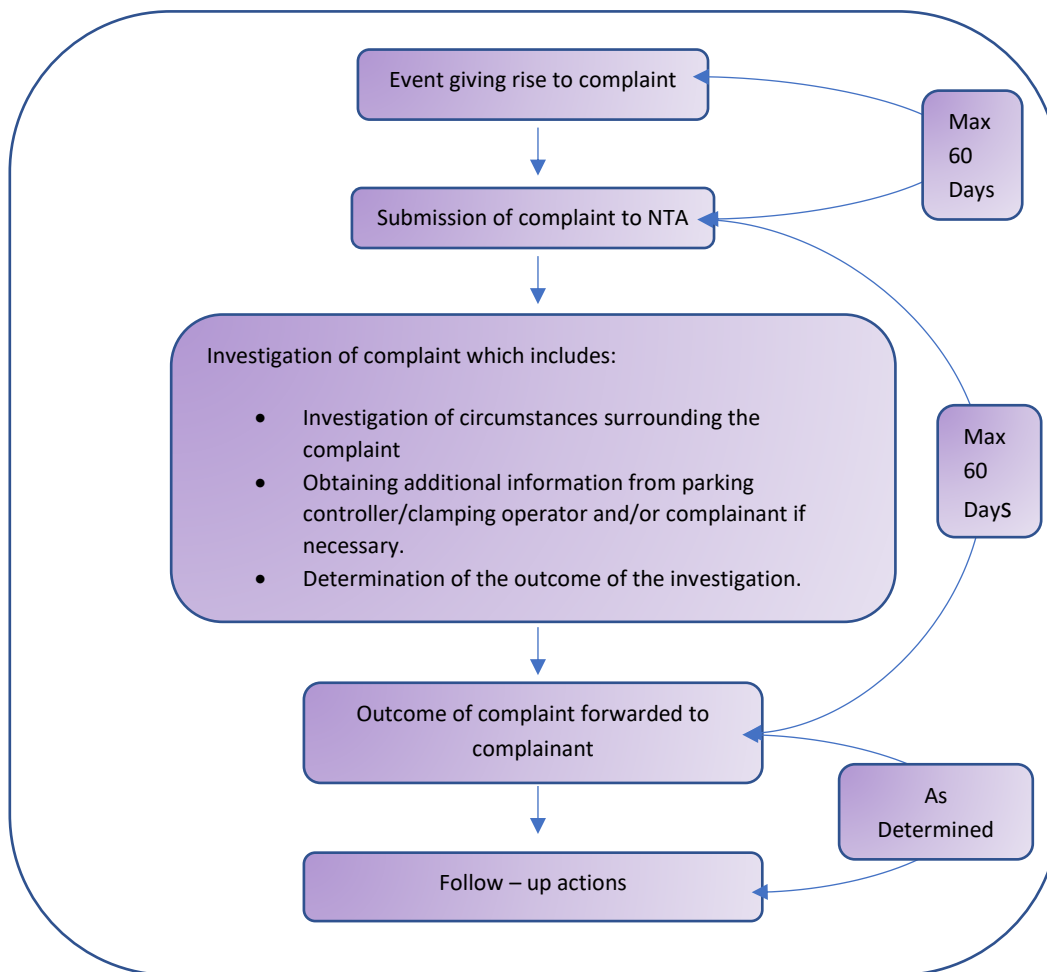 Event giving rise to complaint
Max
60
Days
Submission of complaint to NTA
Investigation of complaint which includes:
• Investigation of circumstances surrounding the
complaint
• Obtaining additional information from parking
controller/clamping operator and/or complainant if
necessary.
• Determination of the outcome of the investigation.
Max
60
DayS
Outcome of complaint forwarded to
complainant
As
Determined
Follow – up actions